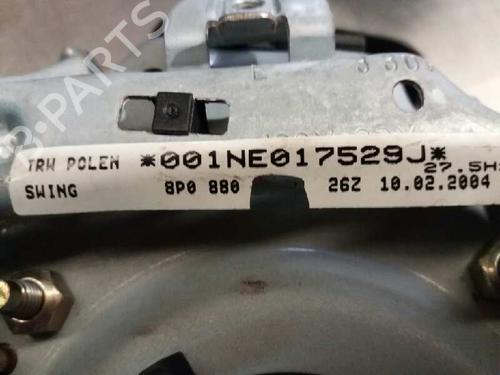 B-PARTS
TRW POLEN *001NE017529J*
27.5H
SWING 8P0 880 26Z 10.02.2004